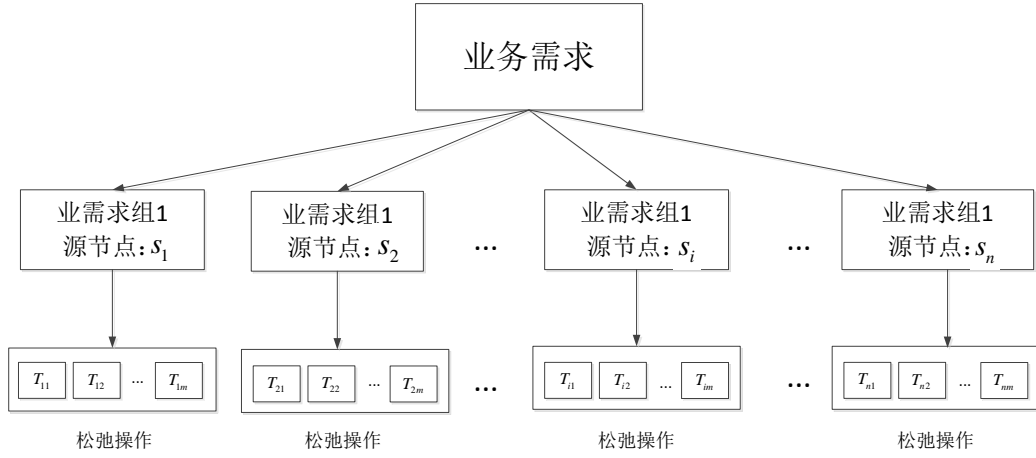 业务需求
业需求组1
源节点: s₁
业需求组1
源节点: s₂
...
业需求组1
源节点: sᵢ
...
业需求组1
源节点: sₙ
T₁₁ T₁₂ ... T₁ₘ
T₂₁ T₂₂ ... T₂ₘ
...
Tᵢ₁ Tᵢ₂ ... Tᵢₘ
...
Tₙ₁ Tₙ₂ ... Tₙₘ
松弛操作
松弛操作
松弛操作
松弛操作